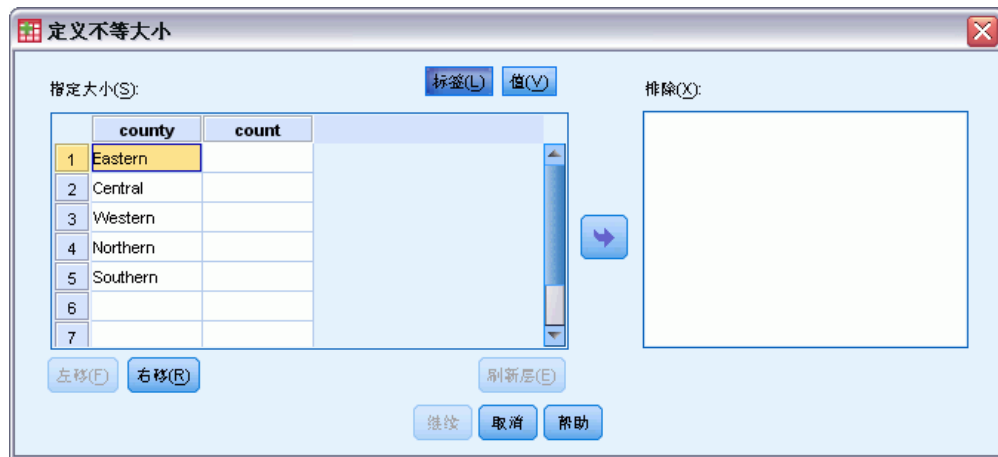 定义不等大小
指定大小(S):
标签(L) 值(V)
排除(X):
county count
1 Eastern
2 Central
3 Western
4 Northern
5 Southern
6
7
左移(F) 右移(R) 刷新层(E)
继续 取消 帮助